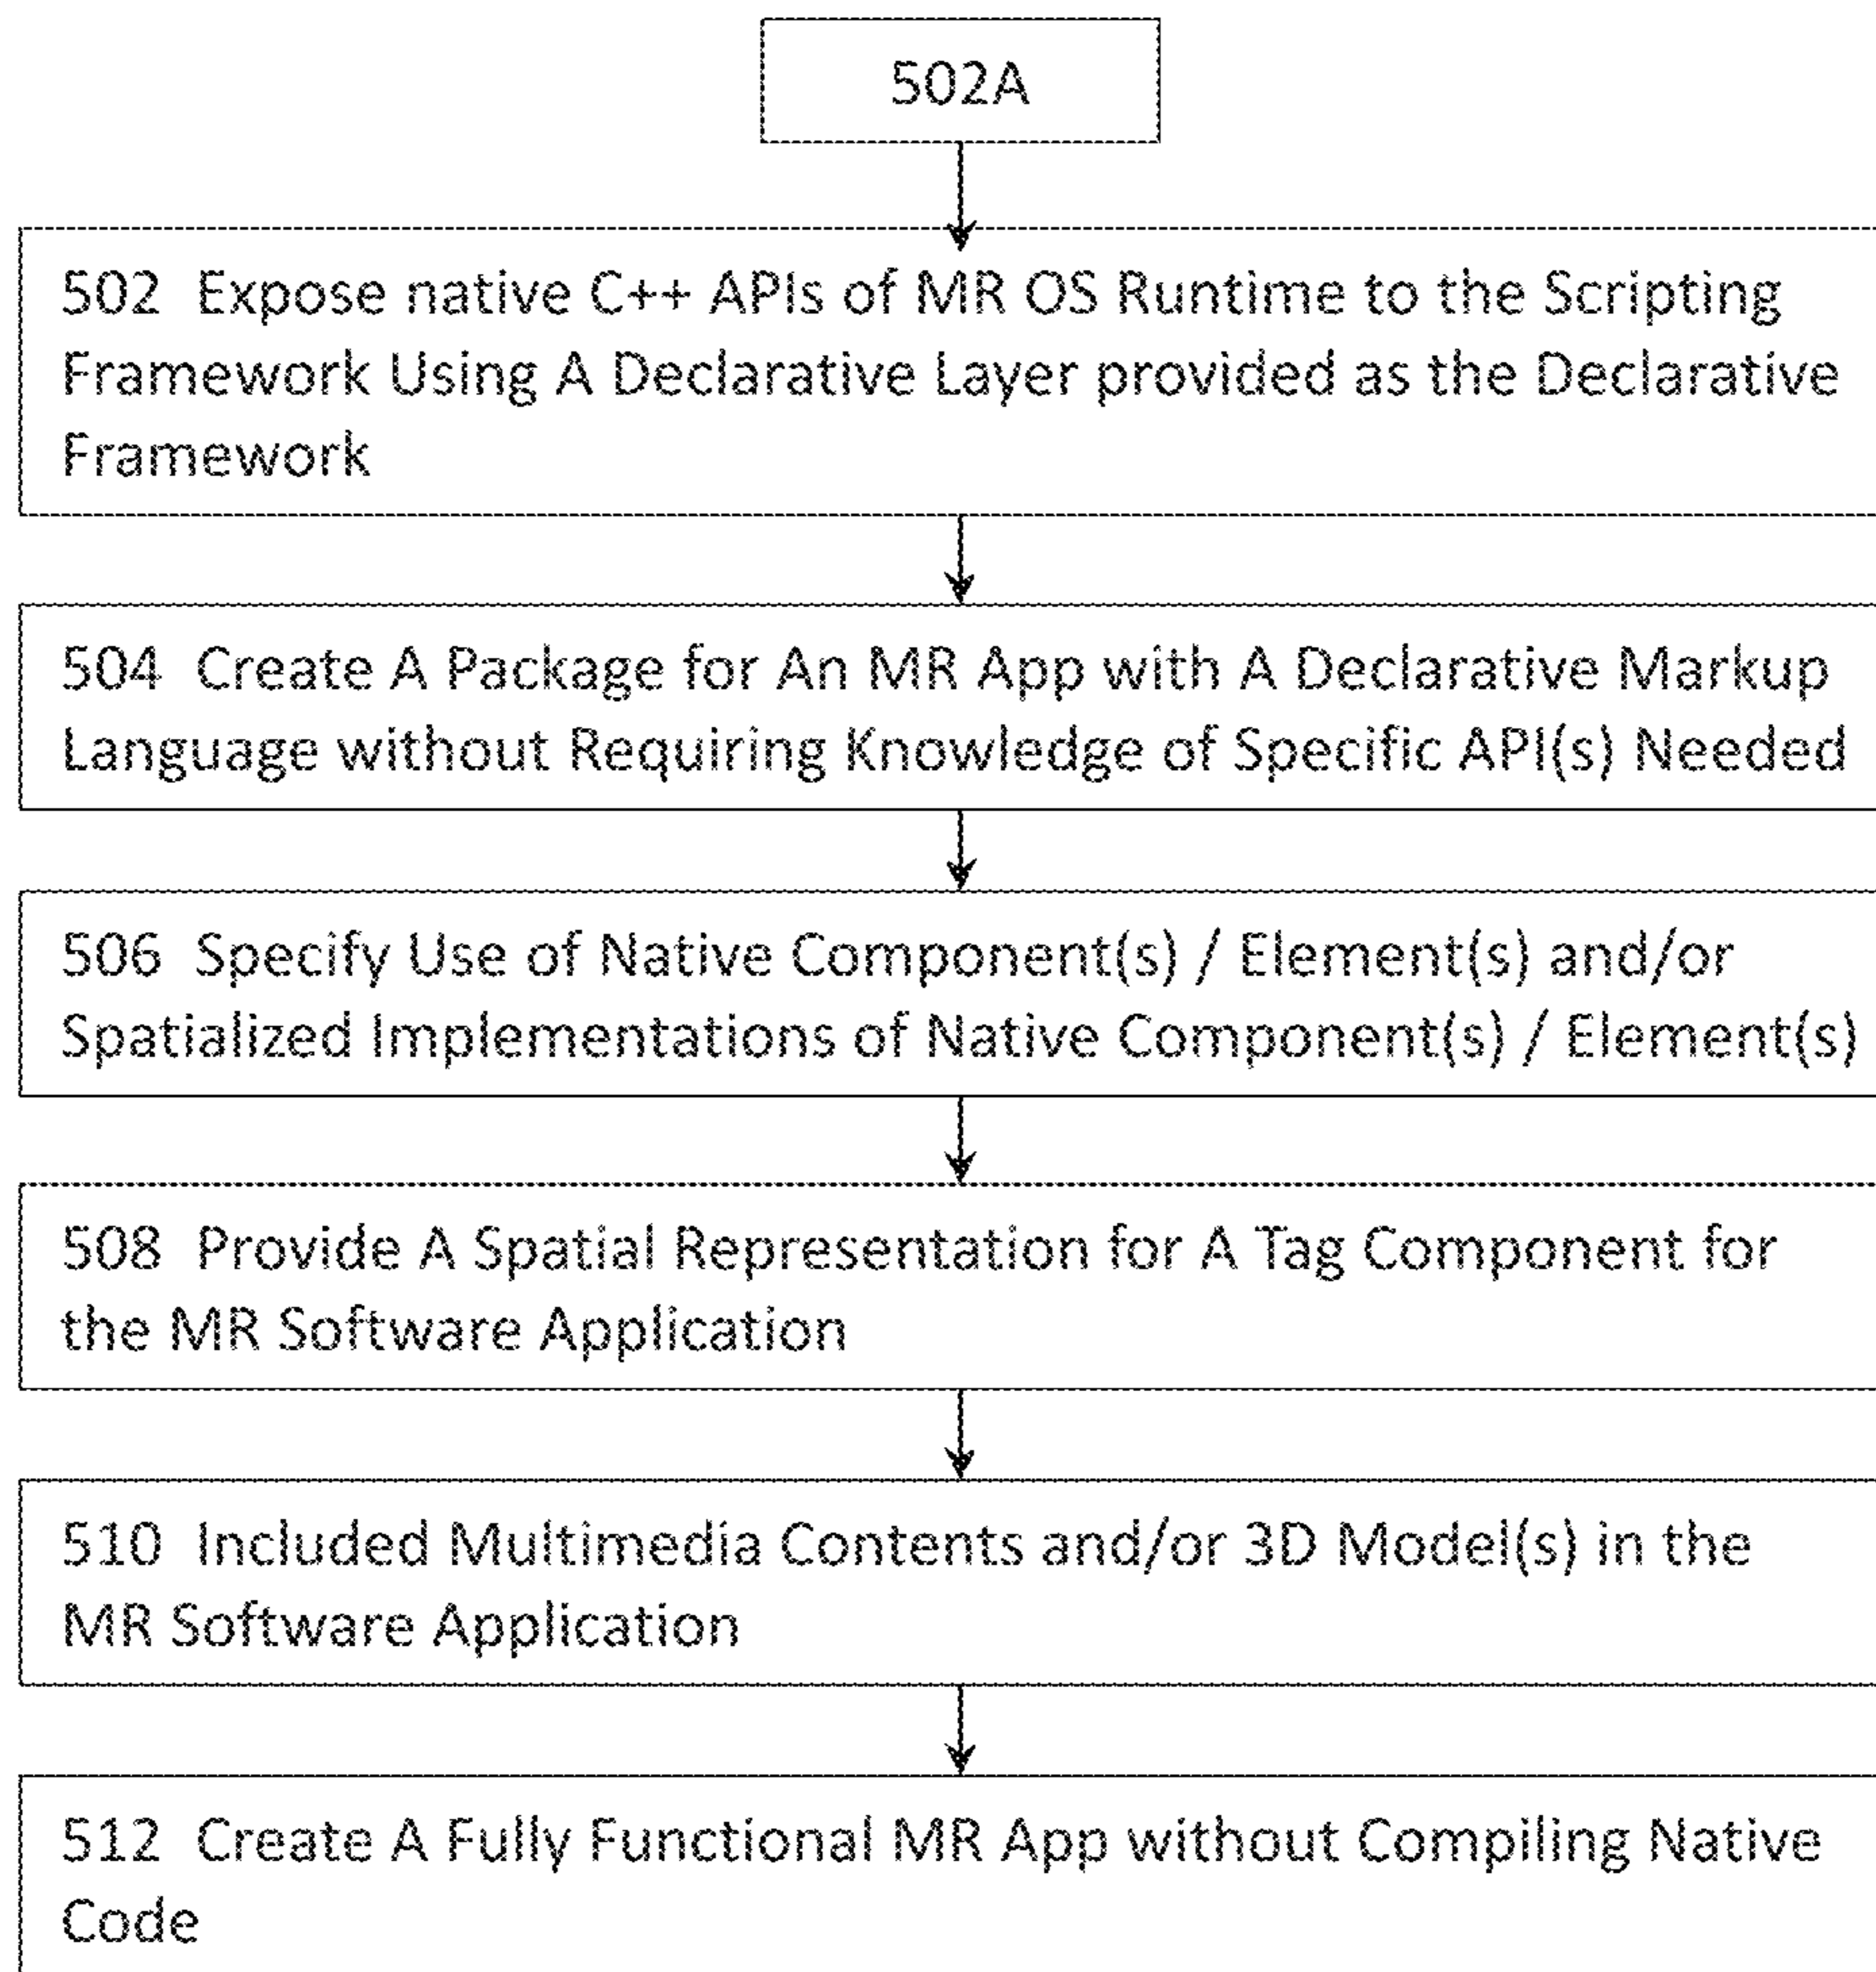 502A
502 Expose native C++ APIs of MR OS Runtime to the Scripting
Framework Using A Declarative Layer provided as the Declarative
Framework
504 Create A Package for An MR App with A Declarative Markup
Language without Requiring Knowledge of Specific API(s) Needed
506 Specify Use of Native Component(s) / Element(s) and/or
Spatialized Implementations of Native Component(s) / Element(s)
508 Provide A Spatial Representation for A Tag Component for
the MR Software Application
510 Included Multimedia Contents and/or 3D Model(s) in the
MR Software Application
512 Create A Fully Functional MR App without Compiling Native
Code